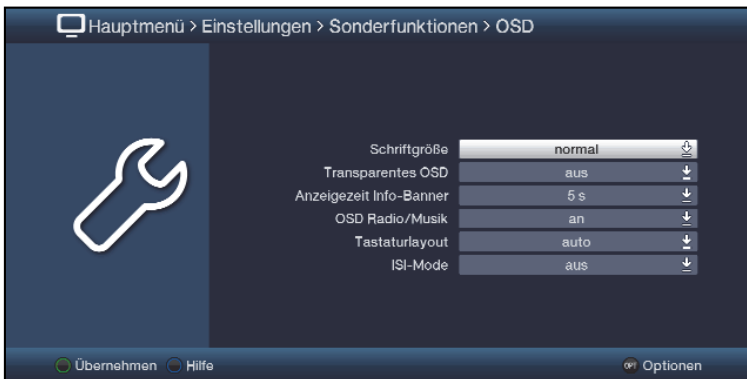 Hauptmenü > Einstellungen > Sonderfunktionen > OSD
Schriftgröße normal
Transparentes OSD aus
Anzeigezeit Info-Banner 5 s
OSD Radio/Musik an
Tastaturlayout auto
ISI-Mode aus
Übernehmen Hilfe OPT Optionen